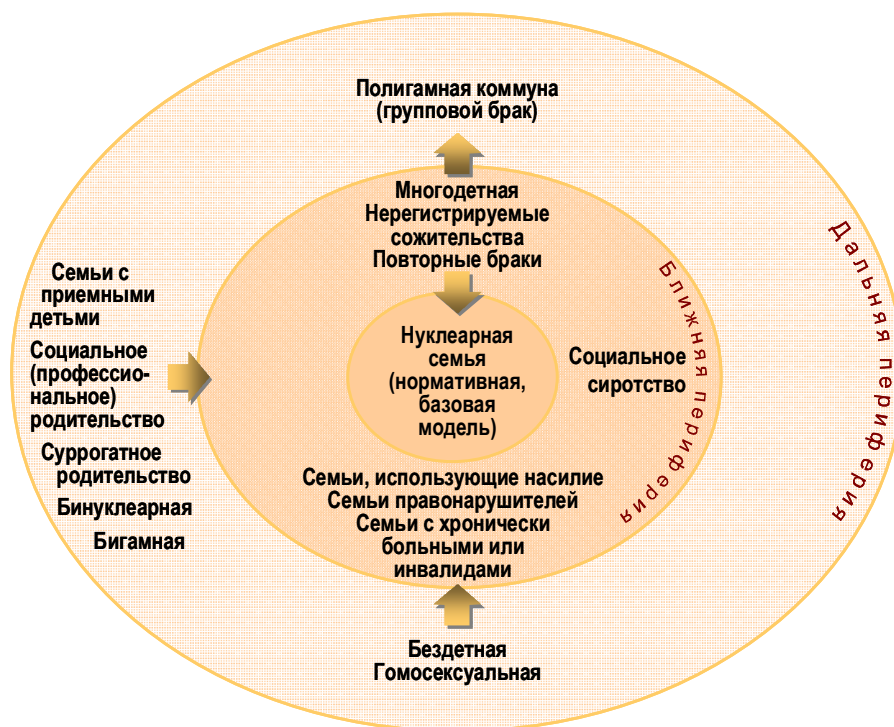 Полигамная коммуна
(групповой брак)
Многодетная
Нерегистрируемые
сожительства
Повторные браки
Семьи с
приемными
детьми
Социальное
(профессио-
нальное)
родительство
Суррогатное
родительство
Бинуклеарная
Бигамная
Нуклеарная
семья
(нормативная,
базовая
модель)
Социальное
сиротство
Ближняя периферия
Дальняя периферия
Семьи, использующие насилие
Семьи правонарушителей
Семьи с хронически
больными или
инвалидами
Бездетная
Гомосексуальная